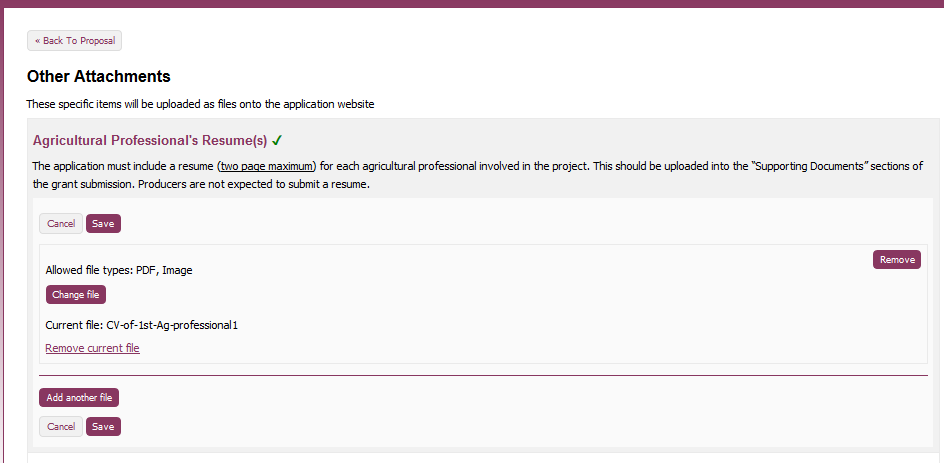 « Back To Proposal
Other Attachments
These specific items will be uploaded as files onto the application website
Agricultural Professional's Resume(s) ✓
The application must include a resume (two page maximum) for each agricultural professional involved in the project. This should be uploaded into the “Supporting Documents” sections of
the grant submission. Producers are not expected to submit a resume.
Cancel Save
Remove
Allowed file types: PDF, Image
Change file
Current file: CV-of-1st-Ag-professional1
Remove current file
Add another file
Cancel Save